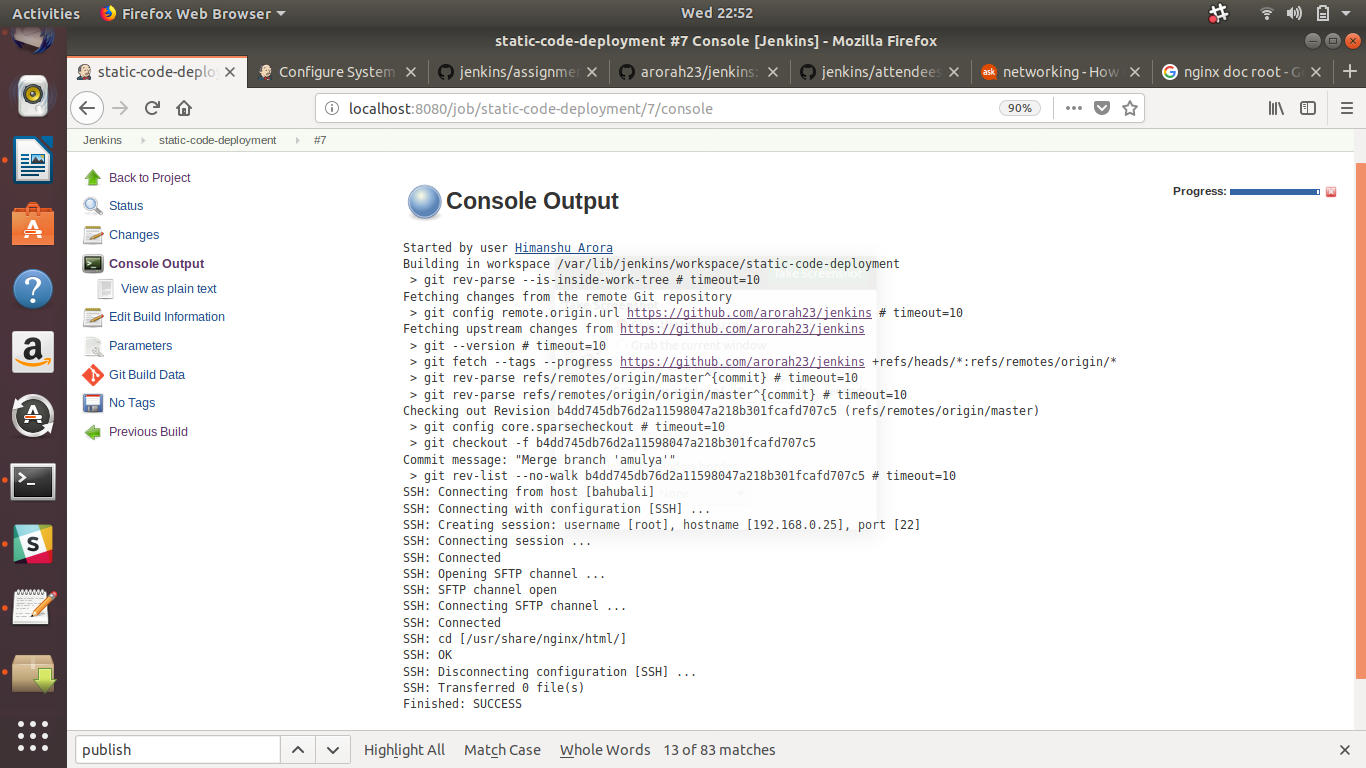 Activities
Firefox Web Browser
Wed 22:52
static-code-deployment #7 Console [Jenkins] - Mozilla Firefox
static-code-deplo
Configure System
jenkins/assignme
arorah23/jenkins:
jenkins/attendees
ask
networking - How
nginx doc root - G
localhost:8080/job/static-code-deployment/7/console
90%
Jenkins
static-code-deployment
#7
Back to Project
Status
Changes
Console Output
View as plain text
Edit Build Information
Parameters
Git Build Data
No Tags
Previous Build
Console Output
Progress:
Started by user Himanshu Arora
Building in workspace /var/lib/jenkins/workspace/static-code-deployment
> git rev-parse --is-inside-work-tree # timeout=10
Fetching changes from the remote Git repository
> git config remote.origin.url https://github.com/arorah23/jenkins # timeout=10
Fetching upstream changes from https://github.com/arorah23/jenkins
> git --version # timeout=10
Grab the current window
> git fetch --tags --progress https://github.com/arorah23/jenkins +refs/heads/*:refs/remotes/origin/*
> git rev-parse refs/remotes/origin/master^{commit} # timeout=10
> git rev-parse refs/remotes/origin/origin/master^{commit} # timeout=10
Checking out Revision b4dd745db76d2a11598047a218b301fcafd707c5 (refs/remotes/origin/master)
> git config core.sparsecheckout # timeout=10
> git checkout -f b4dd745db76d2a11598047a218b301fcafd707c5
Commit message: "Merge branch 'amulya'"
> git rev-list --no-walk b4dd745db76d2a11598047a218b301fcafd707c5 # timeout=10
SSH: Connecting from host [bahubali]
None
SSH: Connecting with configuration [SSH] ...
SSH: Creating session: username [root], hostname [192.168.0.25], port [22]
SSH: Connecting session ...
SSH: Connected
SSH: Opening SFTP channel ...
SSH: SFTP channel open
SSH: Connecting SFTP channel ...
SSH: Connected
SSH: cd [/usr/share/nginx/html/]
SSH: OK
SSH: Disconnecting configuration [SSH] ...
SSH: Transferred 0 file(s)
Finished: SUCCESS
publish
Highlight All
Match Case
Whole Words
13 of 83 matches